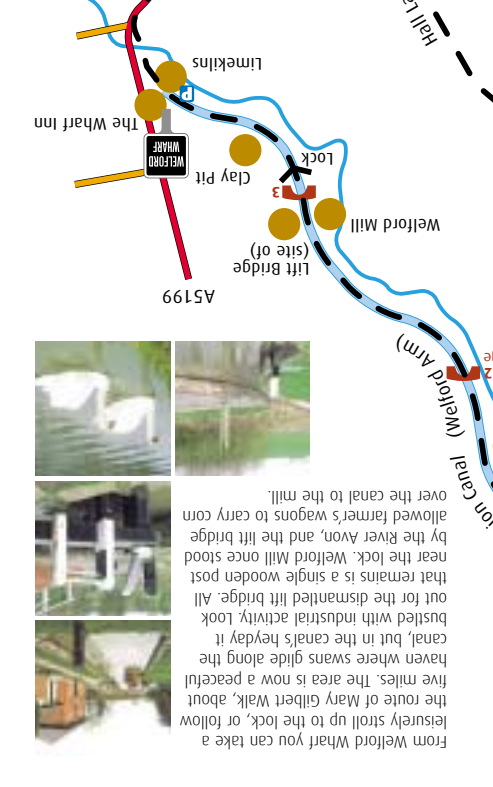 From Welford Wharf you can take a
leisurely stroll up to the lock, or follow
the route of Mary Gilbert Walk, about
five miles. The area is now a peaceful
haven where swans glide along the
canal, but in the canal's heyday it
bustled with industrial activity. Look
out for the dismantled lift bridge. All
that remains is a single wooden post
near the lock. Welford Mill once stood
by the River Avon, and the lift bridge
allowed farmer's wagons to carry corn
over the canal to the mill.
ion Canal (Welford Arm)
2
ge
A5199
Lift Bridge
(site of)
Welford Mill
3
Lock
Clay Pit
WELFORD
WHARF
The Wharf Inn
P
Limekilns
Hall La